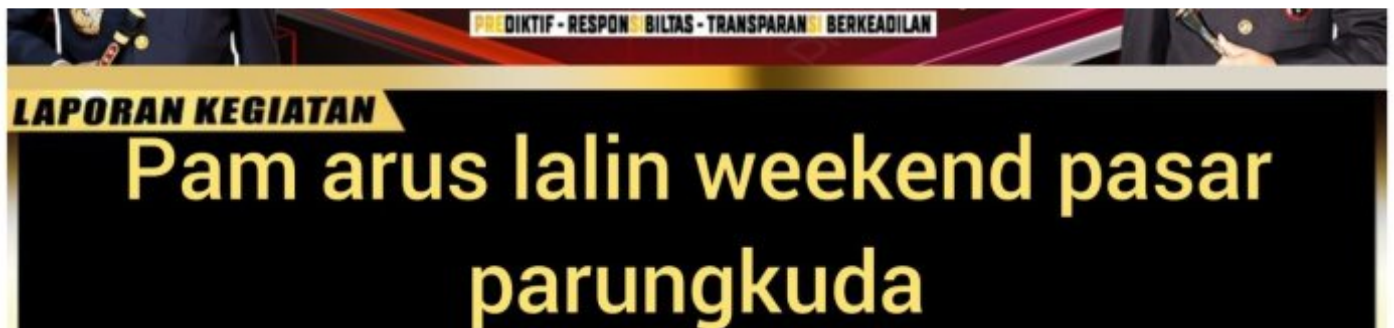 PREDIKTIF - RESPONSIBILTAS - TRANSPARANSI BERKEADILAN
LAPORAN KEGIATAN
Pam arus lalin weekend pasar
parungkuda